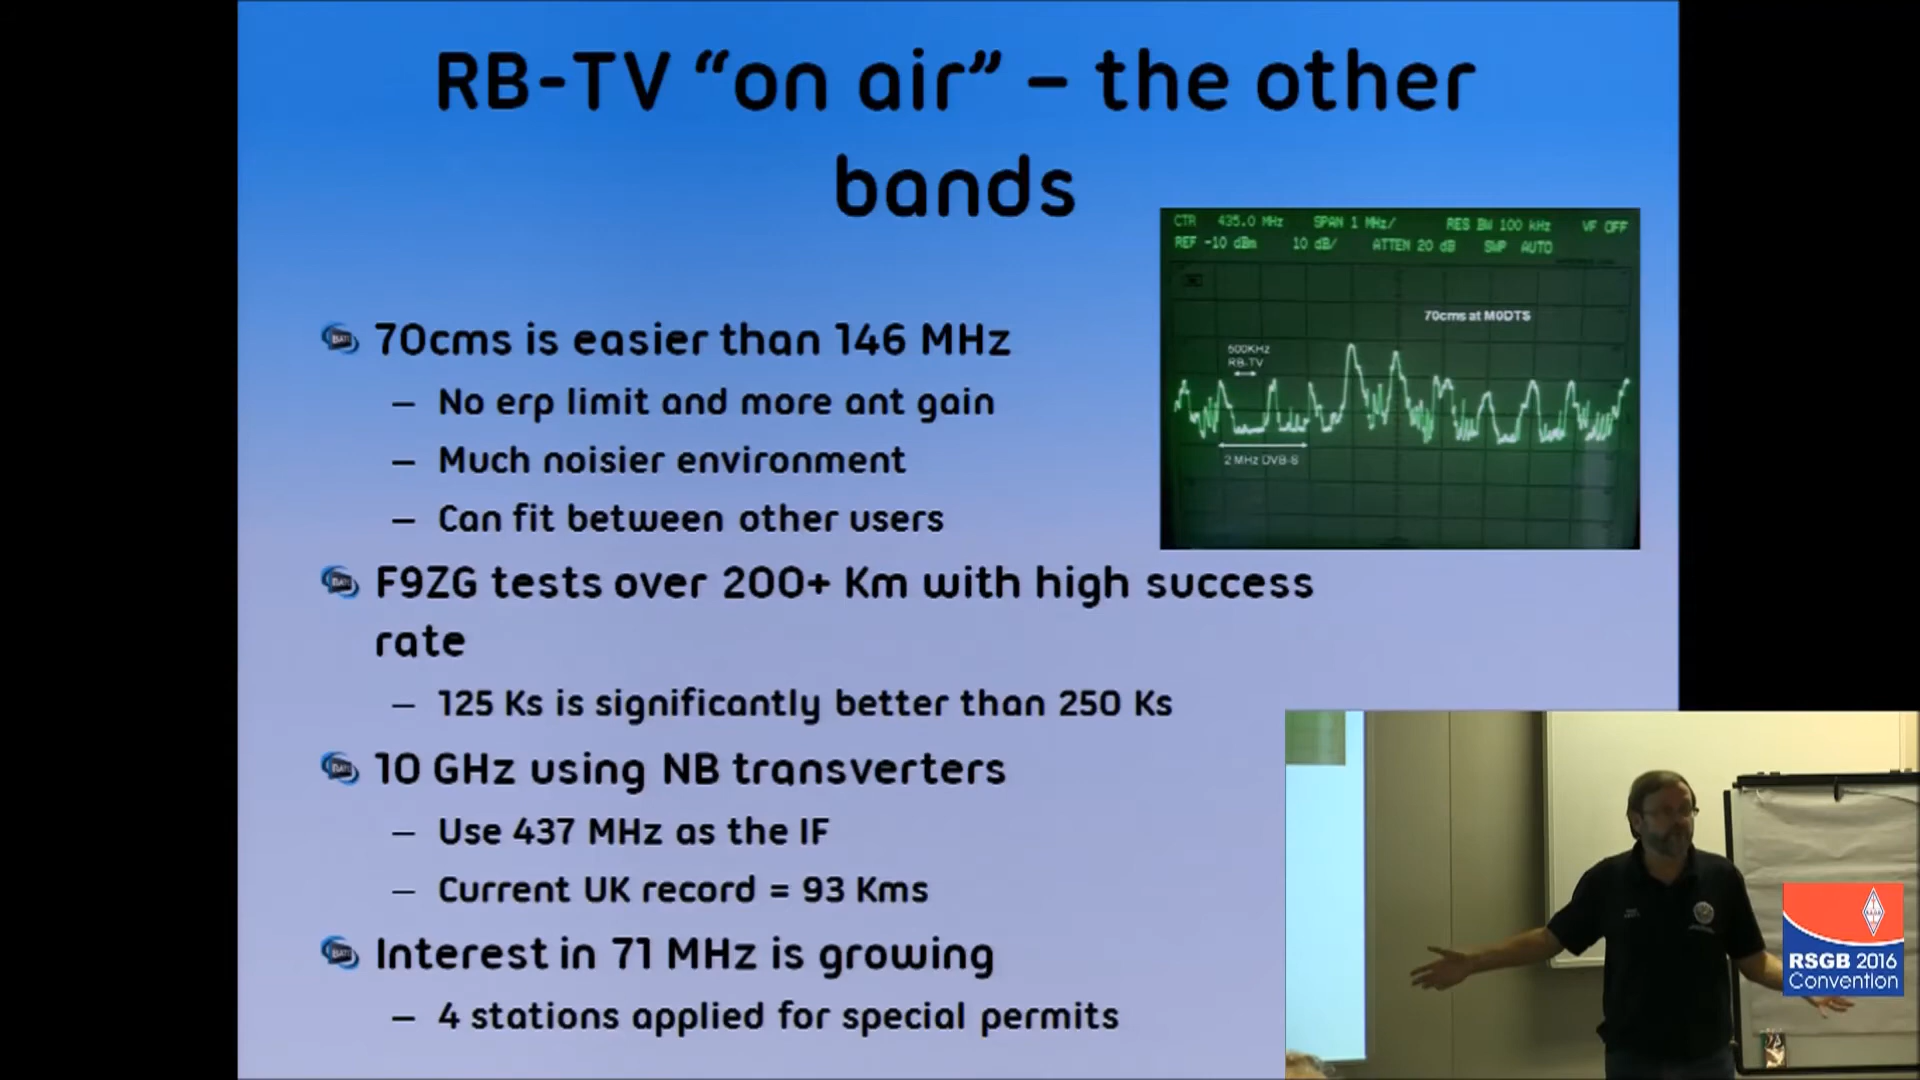 RB-TV “on air” – the other
bands
CTR 435.0 MHz SPAN 1 MHz/ RES BW 100 kHz VF OFF
REF -10 dBm 10 dB/ ATTEN 20 dB SWP AUTO
70cms at M0DTS
500KHz
RB-TV
2 MHz DVB-S
70cms is easier than 146 MHz
– No erp limit and more ant gain
– Much noisier environment
– Can fit between other users
F9ZG tests over 200+ Km with high success
rate
– 125 Ks is significantly better than 250 Ks
10 GHz using NB transverters
– Use 437 MHz as the IF
– Current UK record = 93 Kms
Interest in 71 MHz is growing
– 4 stations applied for special permits
RSGB 2016
Convention